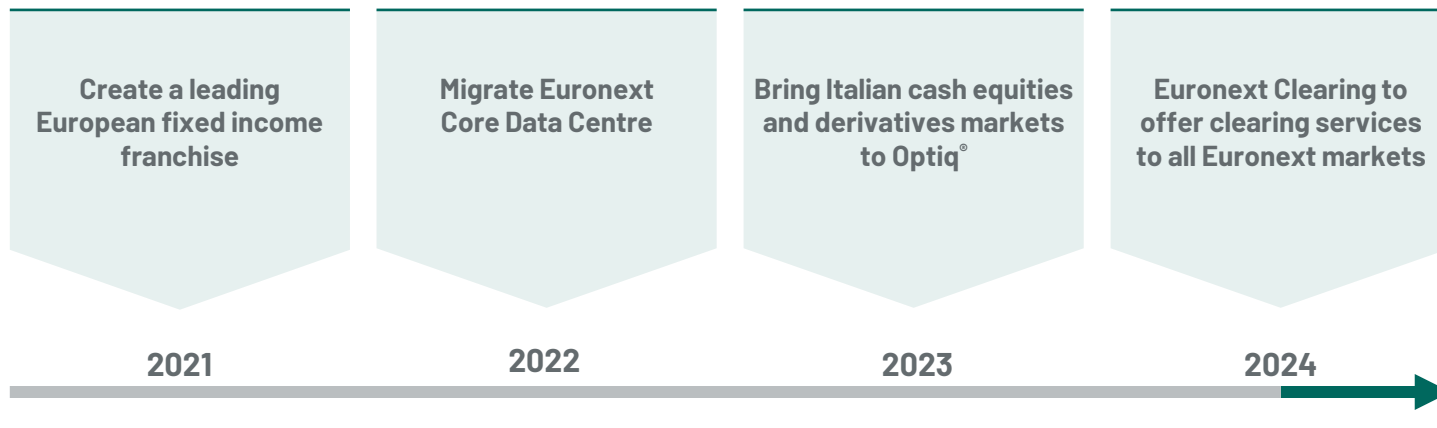 Create a leading
European fixed income
franchise
Migrate Euronext
Core Data Centre
Bring Italian cash equities
and derivatives markets
to Optiq®
Euronext Clearing to
offer clearing services
to all Euronext markets
2021
2022
2023
2024